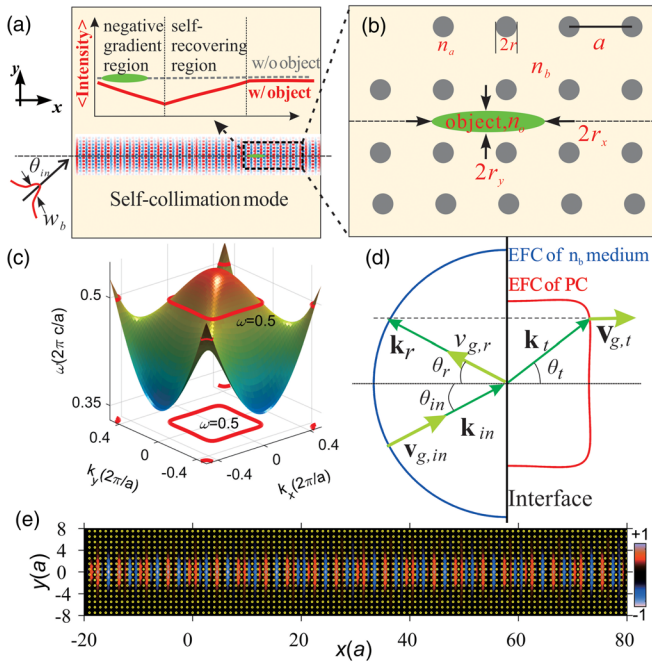 (a)
negative
gradient
region
self-
recovering
region
<Intensity>
w/o object
w/ object
y
x
θin
wb
Self-collimation mode
(b)
na
2r
a
nb
object,no
2rx
2ry
(c)
ω(2π c/a)
0.5
0.35
ω=0.5
ω=0.5
0.4
0
-0.4
ky(2π/a)
0.4
0
-0.4
kx(2π/a)
(d)
EFC of nb medium
EFC of PC
kr
vg,r
θr
θin
kin
vg,in
kt
θt
vg,t
Interface
(e)
y(a)
8
4
0
-4
-8
-20
0
20
40
60
80
x(a)
+1
-1